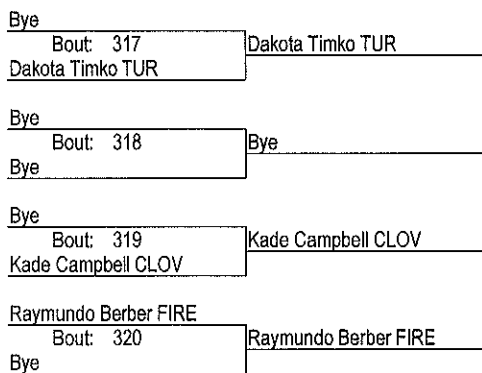 Bye
Bout: 317
Dakota Timko TUR
Dakota Timko TUR
Bye
Bout: 318
Bye
Bye
Bye
Bout: 319
Kade Campbell CLOV
Kade Campbell CLOV
Raymundo Berber FIRE
Bout: 320
Raymundo Berber FIRE
Bye